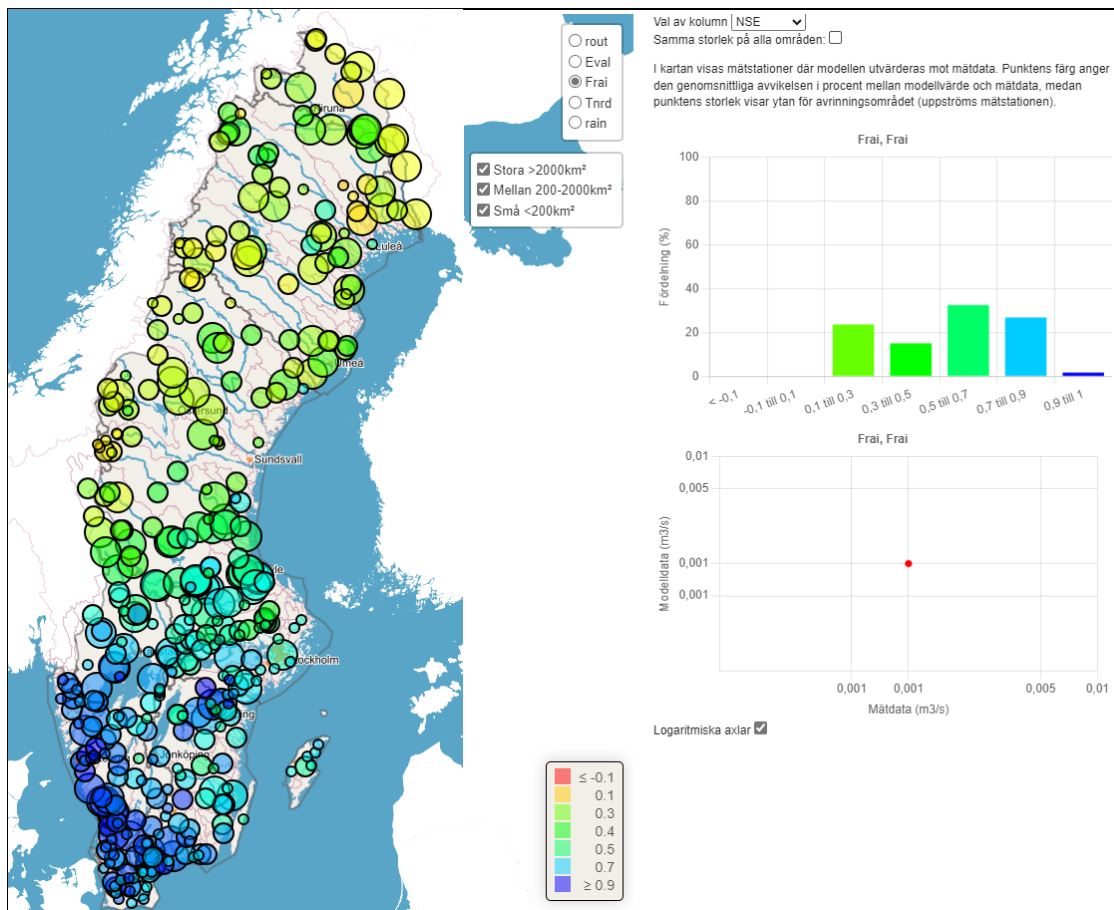 Val av kolumn NSE
Samma storlek på alla områden:
I kartan visas mätstationer där modellen utvärderas mot mätdata. Punktens färg anger
den genomsnittliga avvikelsen i procent mellan modellvärde och mätdata, medan
punktens storlek visar ytan för avrinningsområdet (uppströms mätstationen).
rout
Eval
Frai
Tnrd
rain
Stora >2000km²
Mellan 200-2000km²
Små <200km²
Kiruna
Luleå
Umeå
Östersund
Sundsvall
Stockholm
Jönköping
≤ -0.1
0.1
0.3
0.4
0.5
0.7
≥ 0.9
Frai, Frai
Fördelning (%)
100
80
60
40
20
0
< -0,1
-0,1 till 0,1
0,1 till 0,3
0,3 till 0,5
0,5 till 0,7
0,7 till 0,9
0,9 till 1
Frai, Frai
Modelldata (m3/s)
0,01
0,005
0,001
0,001
0,001
0,001
0,005
0,01
Mätdata (m3/s)
Logaritmiska axlar